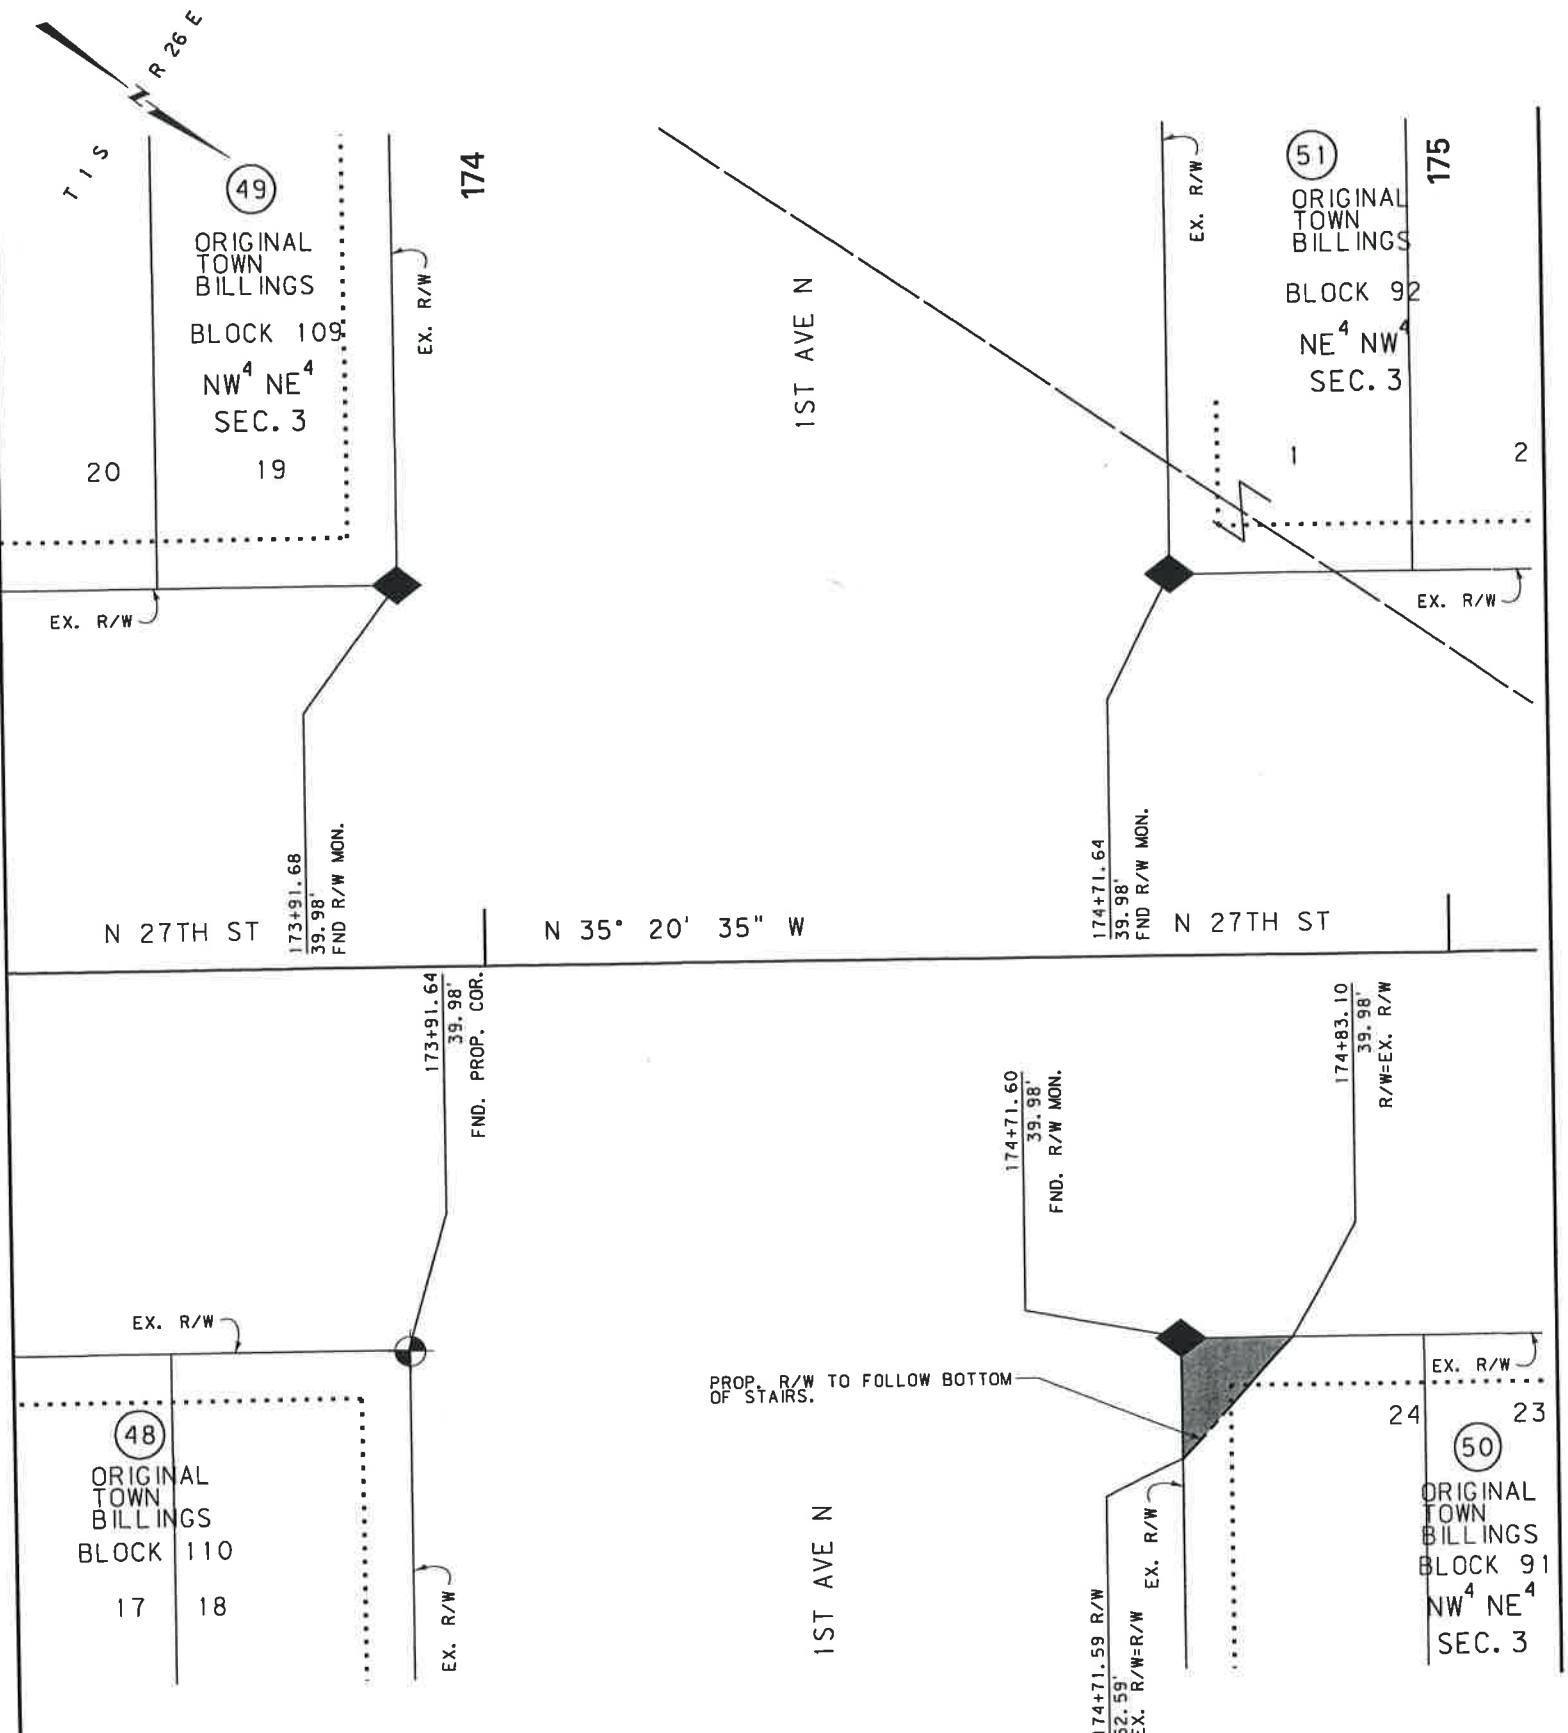 R 26 E
Z
T 1 S
49
ORIGINAL
TOWN
BILLINGS
BLOCK 109
NW⁴ NE⁴
SEC. 3
20
19
EX. R/W
EX. R/W
174
1ST AVE N
EX. R/W
51
ORIGINAL
TOWN
BILLINGS
BLOCK 92
NE⁴ NW⁴
SEC. 3
1
2
175
EX. R/W
173+91.68
39.98'
FND R/W MON.
174+71.64
39.98'
FND R/W MON.
N 27TH ST
N 35° 20' 35" W
N 27TH ST
173+91.64
39.98'
FND. PROP. COR.
174+71.60
39.98'
FND. R/W MON.
174+83.10
39.98'
R/W=EX. R/W
EX. R/W
48
ORIGINAL
TOWN
BILLINGS
BLOCK 110
17
18
EX. R/W
PROP. R/W TO FOLLOW BOTTOM
OF STAIRS.
1ST AVE N
174+71.59 R/W
52.59'
EX. R/W=R/W
EX. R/W
EX. R/W
24
23
50
ORIGINAL
TOWN
BILLINGS
BLOCK 91
NW⁴ NE⁴
SEC. 3